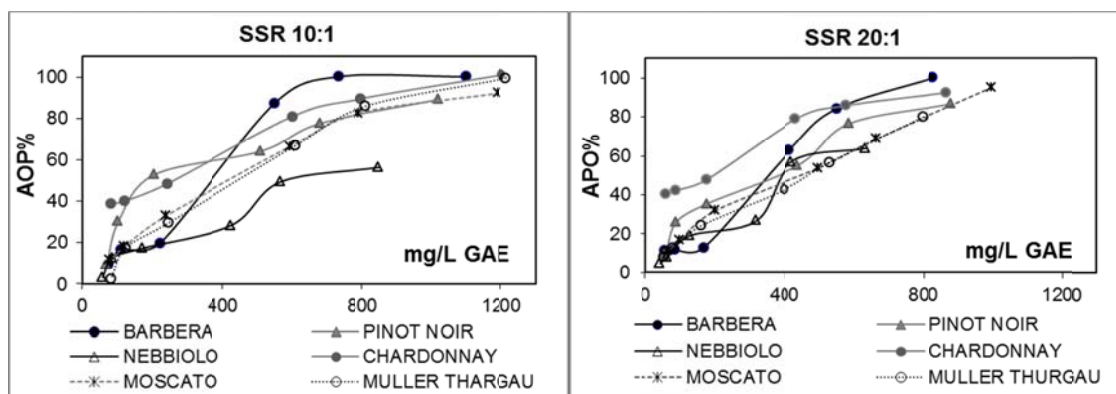 SSR 10:1
AOP%
120
100
80
60
40
20
0
mg/L GAE
0 400 800 1200
BARBERA PINOT NOIR
NEBBIOLO CHARDONNAY
MOSCATO MULLER THARGAU
SSR 20:1
APO%
120
100
80
60
40
20
0
mg/L GAE
0 400 800 1200
BARBERA PINOT NOIR
NEBBIOLO CHARDONNAY
MOSCATO MULLER THURGAU